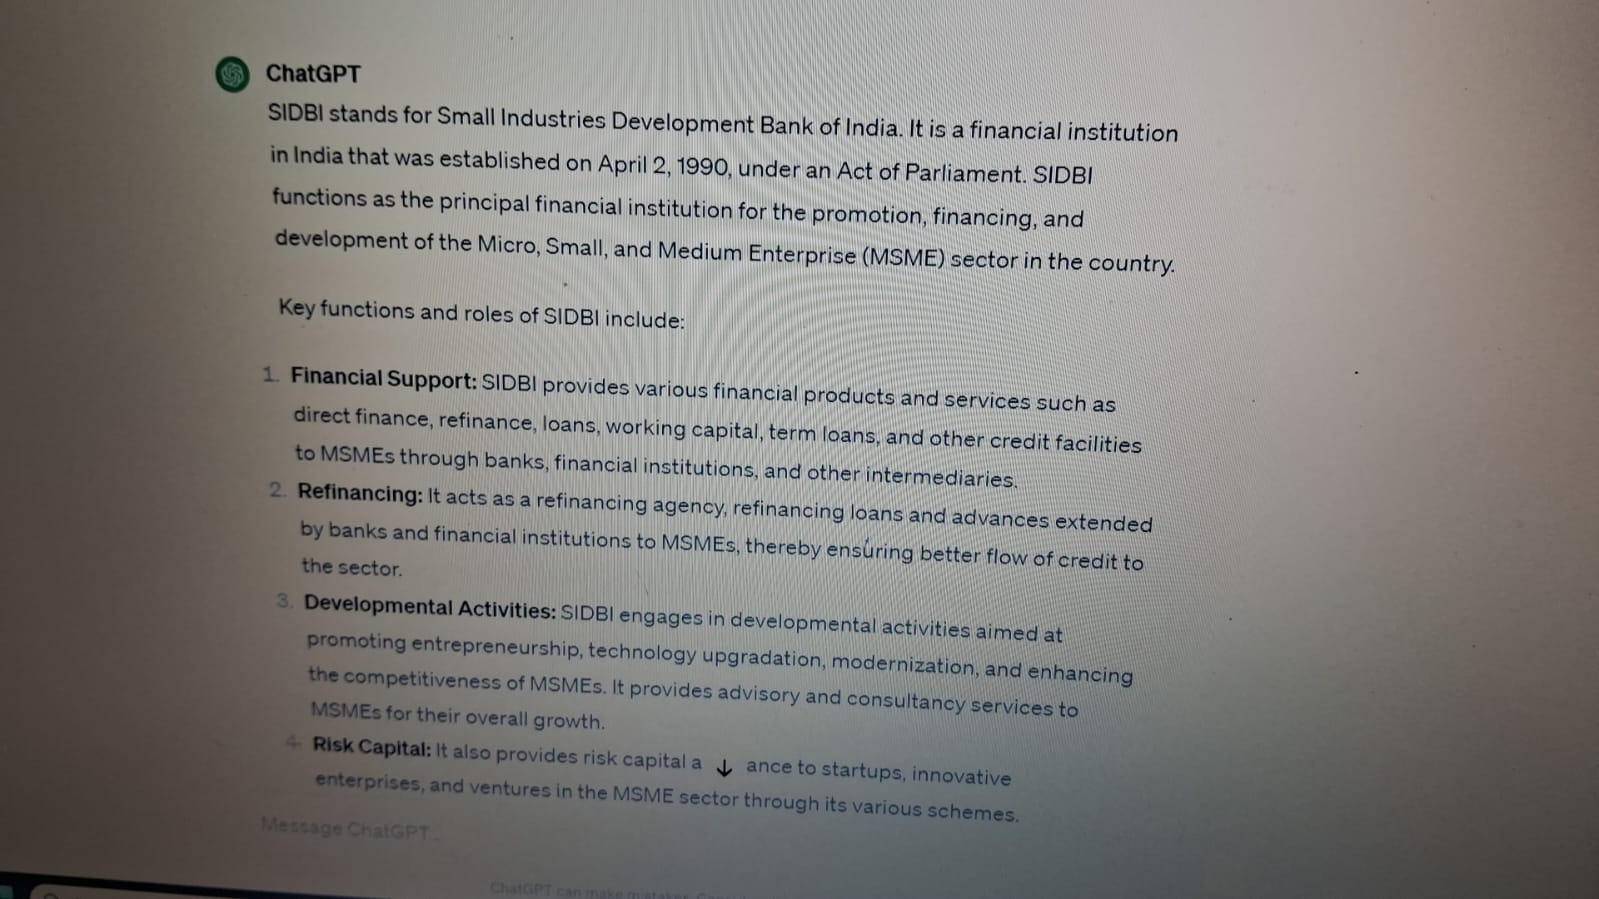 ChatGPT
SIDBI stands for Small Industries Development Bank of India. It is a financial institution
in India that was established on April 2, 1990, under an Act of Parliament. SIDBI
functions as the principal financial institution for the promotion, financing, and
development of the Micro, Small, and Medium Enterprise (MSME) sector in the country.
Key functions and roles of SIDBI include:
1. Financial Support: SIDBI provides various financial products and services such as
direct finance, refinance, loans, working capital, term loans, and other credit facilities
to MSMEs through banks, financial institutions, and other intermediaries.
2. Refinancing: It acts as a refinancing agency, refinancing loans and advances extended
by banks and financial institutions to MSMEs, thereby ensuring better flow of credit to
the sector.
3. Developmental Activities: SIDBI engages in developmental activities aimed at
promoting entrepreneurship, technology upgradation, modernization, and enhancing
the competitiveness of MSMEs. It provides advisory and consultancy services to
MSMEs for their overall growth.
4. Risk Capital: It also provides risk capital a ↓ ance to startups, innovative
enterprises, and ventures in the MSME sector through its various schemes.
Message ChatGPT...
ChatGPT can make mistakes.